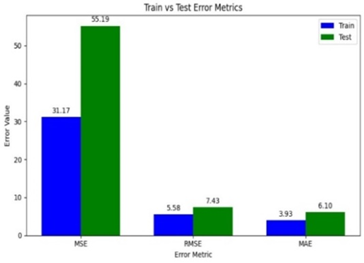 Train vs Test Error Metrics
55.19
Train
Test
50
40
31.17
30
Error Value
20
10
5.58
7.43
3.93
6.10
0
MSE
RMSE
MAE
Error Metric